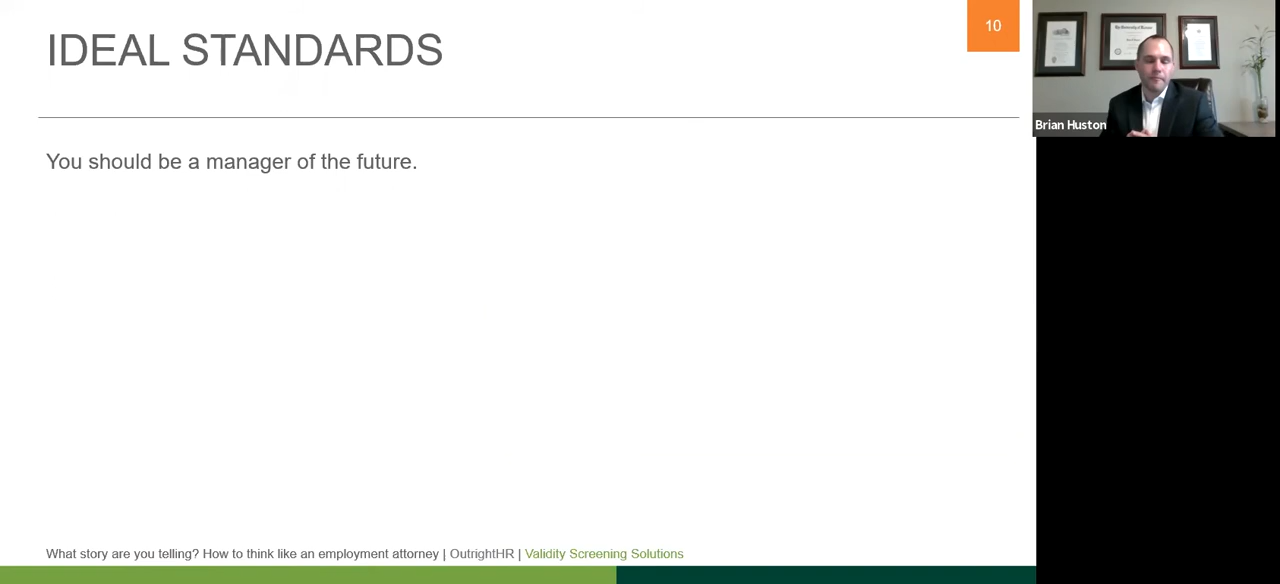 IDEAL STANDARDS
10
You should be a manager of the future.
Brian Huston
What story are you telling? How to think like an employment attorney | OutrightHR | Validity Screening Solutions